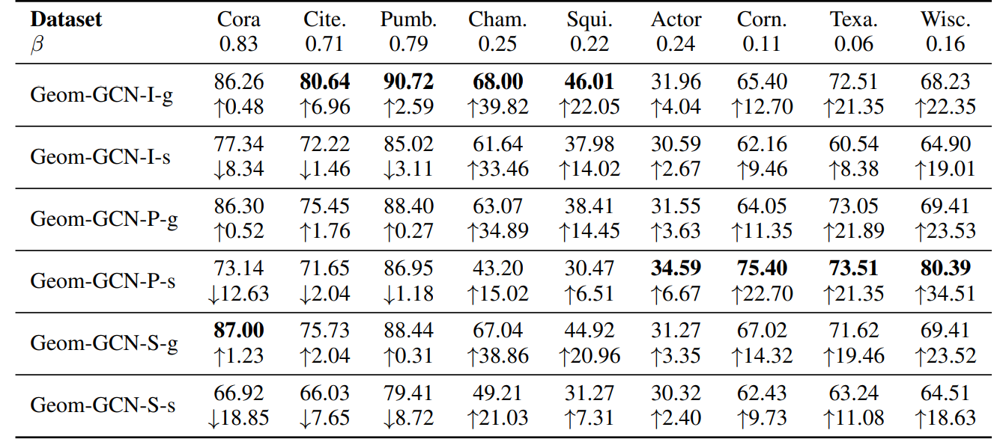 Dataset Cora Cite. Pumb. Cham. Squi. Actor Corn. Texa. Wisc.
β 0.83 0.71 0.79 0.25 0.22 0.24 0.11 0.06 0.16
Geom-GCN-I-g 86.26 80.64 90.72 68.00 46.01 31.96 65.40 72.51 68.23
↑0.48 ↑6.96 ↑2.59 ↑39.82 ↑22.05 ↑4.04 ↑12.70 ↑21.35 ↑22.35
Geom-GCN-I-s 77.34 72.22 85.02 61.64 37.98 30.59 62.16 60.54 64.90
↓8.34 ↓1.46 ↓3.11 ↑33.46 ↑14.02 ↑2.67 ↑9.46 ↑8.38 ↑19.01
Geom-GCN-P-g 86.30 75.45 88.40 63.07 38.41 31.55 64.05 73.05 69.41
↑0.52 ↑1.76 ↑0.27 ↑34.89 ↑14.45 ↑3.63 ↑11.35 ↑21.89 ↑23.53
Geom-GCN-P-s 73.14 71.65 86.95 43.20 30.47 34.59 75.40 73.51 80.39
↓12.63 ↓2.04 ↓1.18 ↑15.02 ↑6.51 ↑6.67 ↑22.70 ↑21.35 ↑34.51
Geom-GCN-S-g 87.00 75.73 88.44 67.04 44.92 31.27 67.02 71.62 69.41
↑1.23 ↑2.04 ↑0.31 ↑38.86 ↑20.96 ↑3.35 ↑14.32 ↑19.46 ↑23.52
Geom-GCN-S-s 66.92 66.03 79.41 49.21 31.27 30.32 62.43 63.24 64.51
↓18.85 ↓7.65 ↓8.72 ↑21.03 ↑7.31 ↑2.40 ↑9.73 ↑11.08 ↑18.63